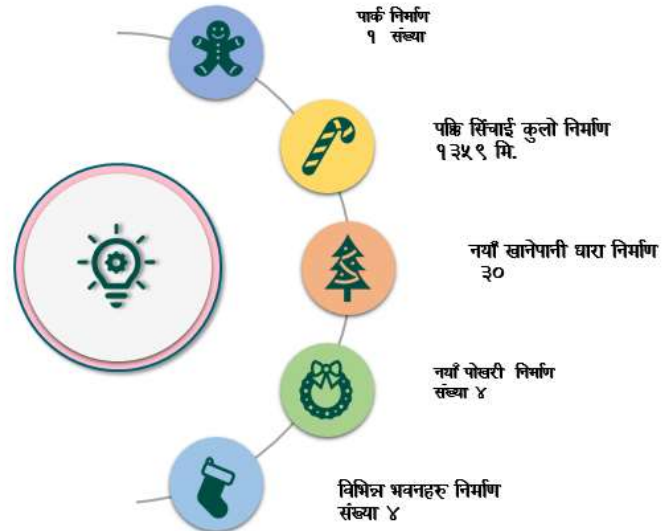 पार्क निर्माण
१ संख्या
पक्कि सिंचाई कुलो निर्माण
१३५९ मि.
नयाँ खानेपानी धारा निर्माण
३०
नयाँ पोखरी निर्माण
संख्या ४
विभिन्न भवनहरु निर्माण
संख्या ४